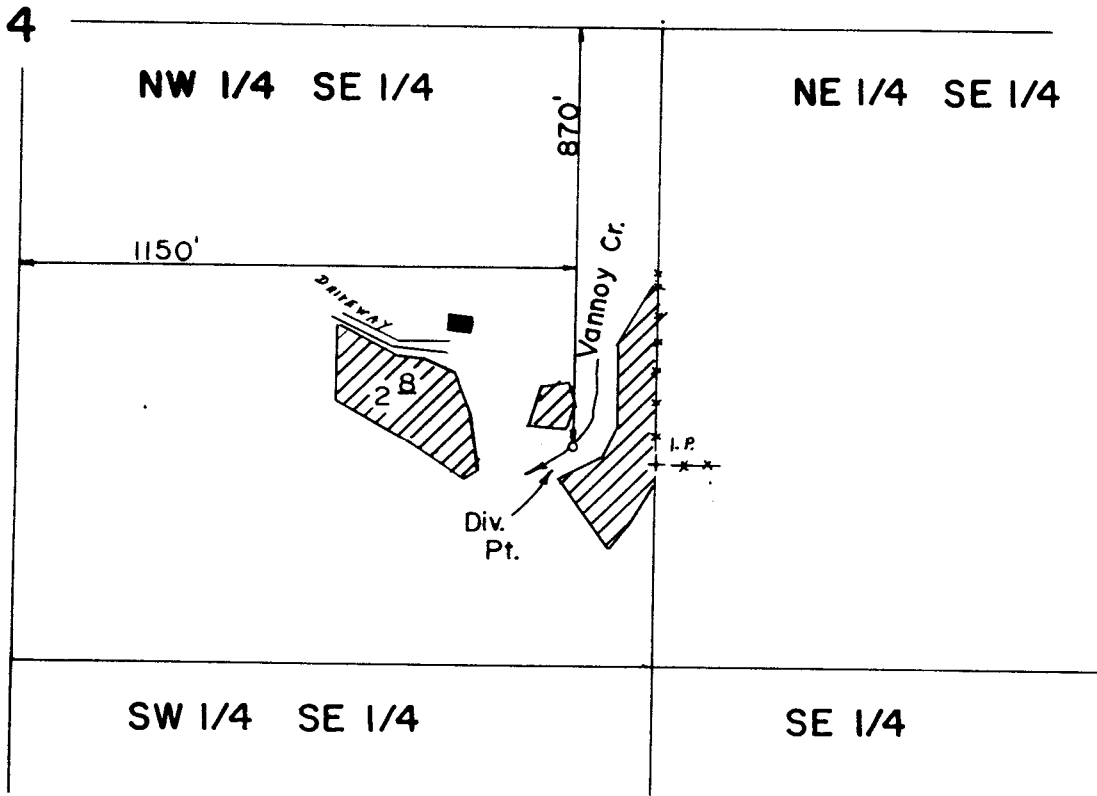 4
NW 1/4 SE 1/4
NE 1/4 SE 1/4
870'
1150'
Vannoy Cr.
DRIVEWAY
2 8
I.P.
Div.
Pt.
SW 1/4 SE 1/4
SE 1/4